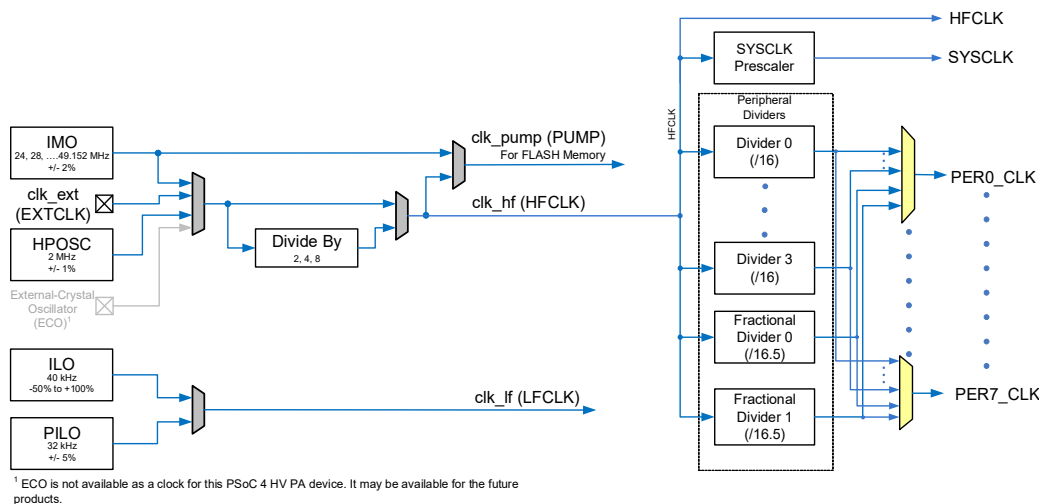 HFCLK
SYSCLK
Prescaler
SYSCLK
HFCLK
Peripheral
Dividers
IMO
24, 28, ....49.152 MHz
+/- 2%
clk_ext
(EXTCLK)
HPOSC
2 MHz
+/- 1%
External-Crystal
Oscillator
(ECO)1
Divide By
2, 4, 8
clk_pump (PUMP)
For FLASH Memory
clk_hf (HFCLK)
Divider 0
(/16)
Divider 3
(/16)
Fractional
Divider 0
(/16.5)
Fractional
Divider 1
(/16.5)
PER0_CLK
PER7_CLK
ILO
40 kHz
-50% to +100%
PILO
32 kHz
+/- 5%
clk_lf (LFCLK)
1 ECO is not available as a clock for this PSoC 4 HV PA device. It may be available for the future
products.